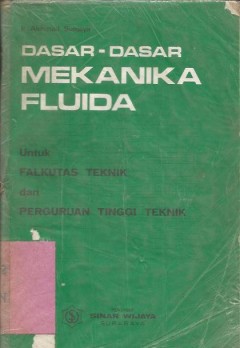 DASAR - DASAR
MEKANIKA
FLUIDA
Untuk
FALKUTAS TEKNIK
dan
PERGURUAN TINGGI TEKNIK
SINAR WIJAYA